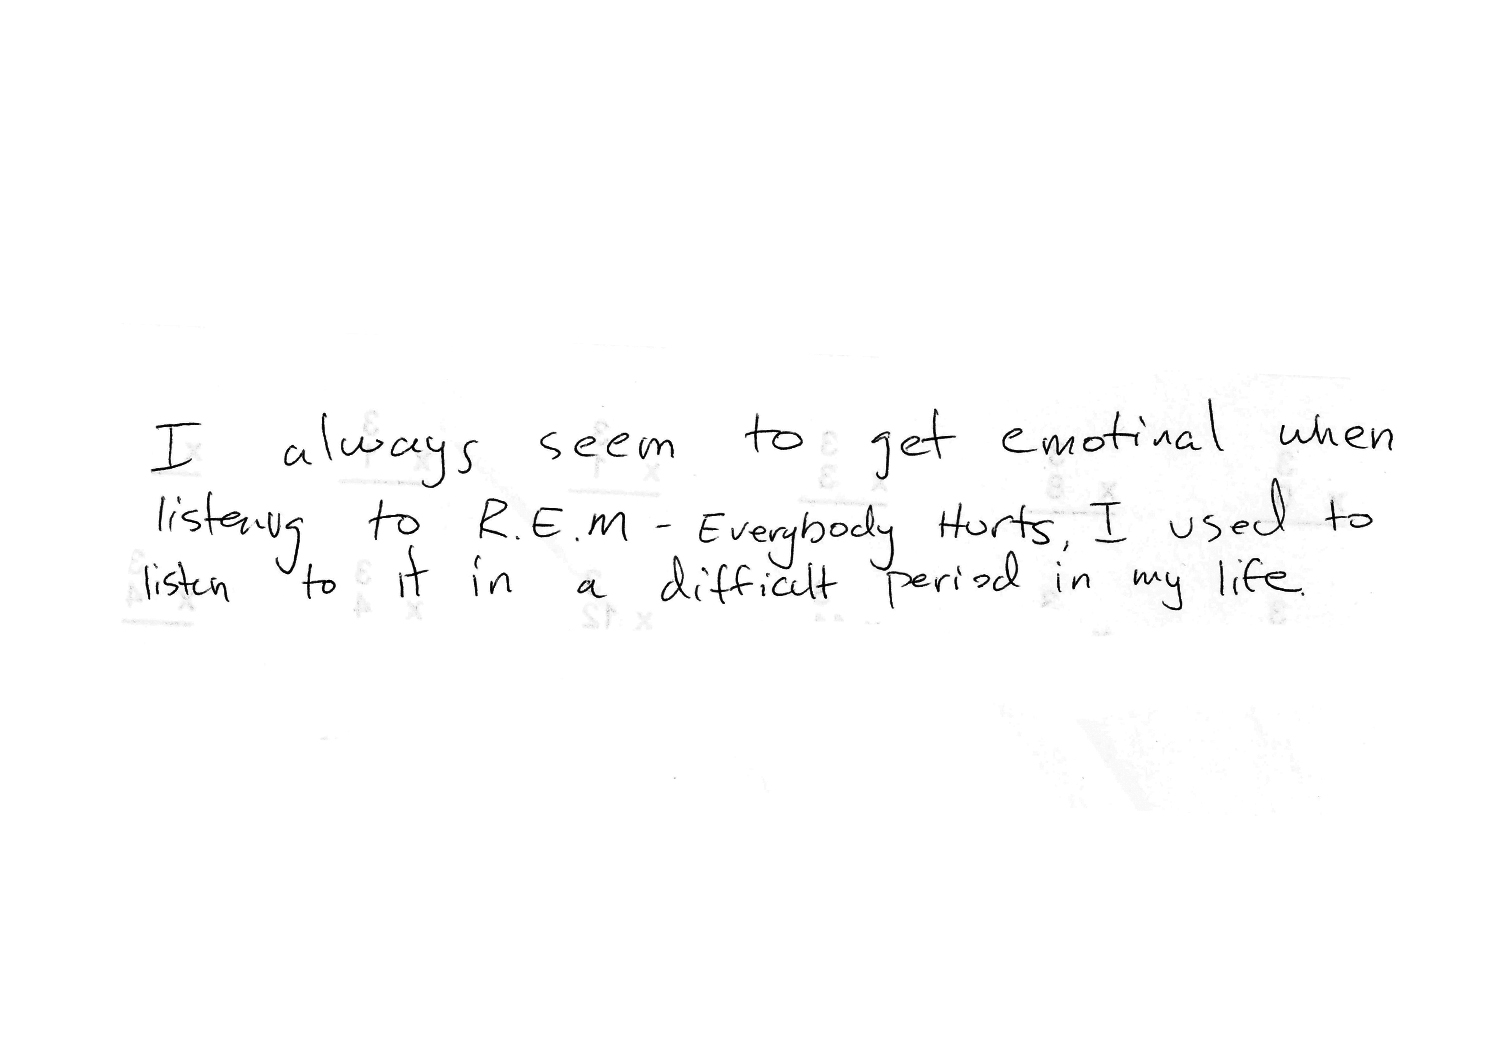 I always seem to get emotinal when
listening to R.E.M - Everybody Hurts, I used to
listen to it in a difficult period in my life.